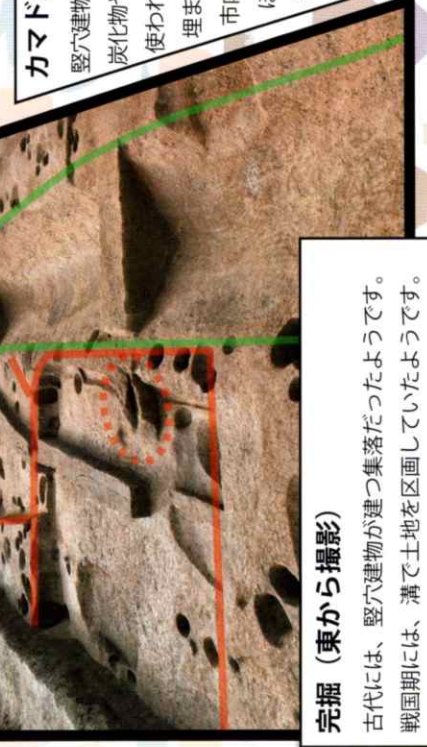 完掘（東から撮影）
古代には、竪穴建物が建つ集落だったようです。
戦国期には、溝で土地を区画していたようです。
カマド
竪穴建物
炭化物
使われ
埋ま
市内